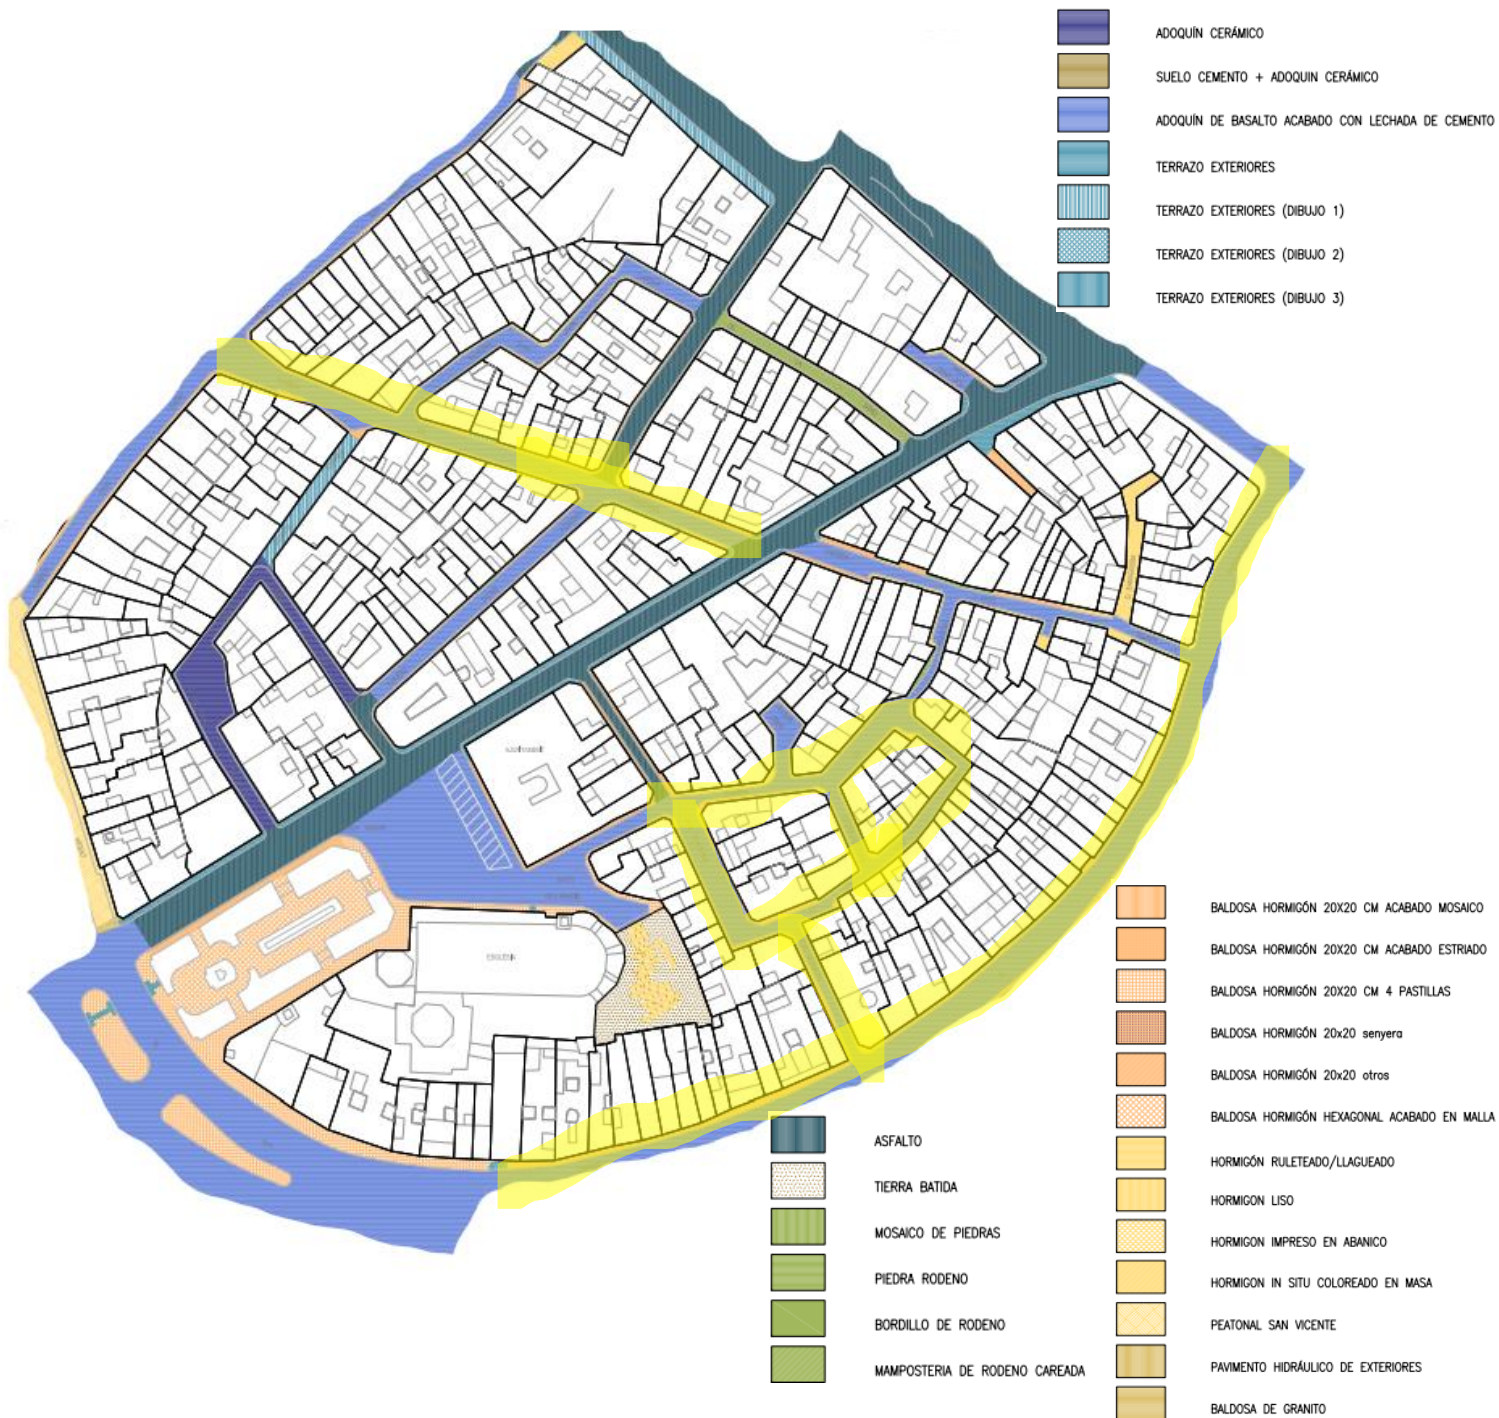 ADOQUÍN CERÁMICO
SUELO CEMENTO + ADOQUIN CERÁMICO
ADOQUÍN DE BASALTO ACABADO CON LECHADA DE CEMENTO
TERRAZO EXTERIORES
TERRAZO EXTERIORES (DIBUJO 1)
TERRAZO EXTERIORES (DIBUJO 2)
TERRAZO EXTERIORES (DIBUJO 3)
BALDOSA HORMIGÓN 20X20 CM ACABADO MOSAICO
BALDOSA HORMIGÓN 20X20 CM ACABADO ESTRIADO
BALDOSA HORMIGÓN 20X20 CM 4 PASTILLAS
BALDOSA HORMIGÓN 20x20 senyera
BALDOSA HORMIGÓN 20x20 otros
BALDOSA HORMIGÓN HEXAGONAL ACABADO EN MALLA
HORMIGÓN RULETEADO/LLAGUEADO
HORMIGON LISO
HORMIGON IMPRESO EN ABANICO
HORMIGON IN SITU COLOREADO EN MASA
PEATONAL SAN VICENTE
PAVIMENTO HIDRÁULICO DE EXTERIORES
BALDOSA DE GRANITO
ASFALTO
TIERRA BATIDA
MOSAICO DE PIEDRAS
PIEDRA RODENO
BORDILLO DE RODENO
MAMPOSTERIA DE RODENO CAREADA